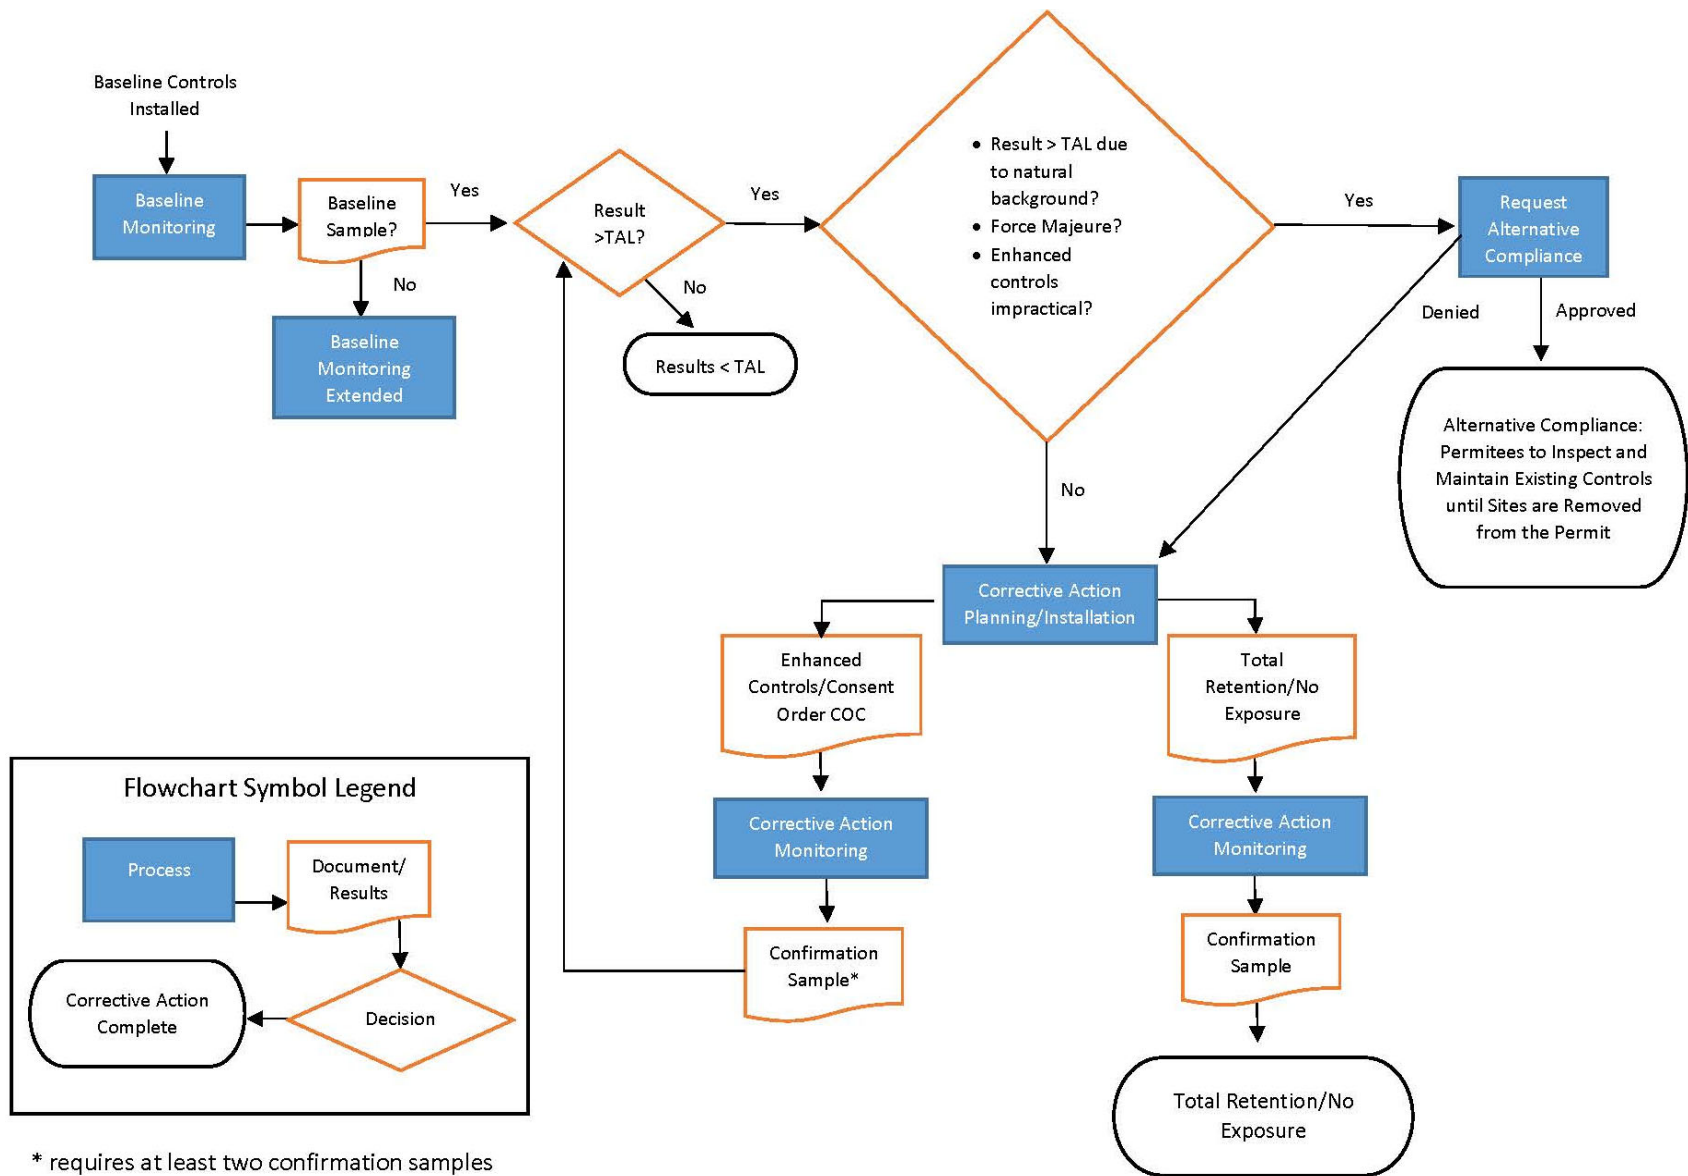 Baseline Controls
Installed
Baseline
Monitoring
Baseline
Sample?
Yes
No
Baseline
Monitoring
Extended
Result
>TAL?
Yes
No
Results < TAL
• Result > TAL due
to natural
background?
• Force Majeure?
• Enhanced
controls
impractical?
Yes
No
Request
Alternative
Compliance
Denied
Approved
Alternative Compliance:
Permitees to Inspect and
Maintain Existing Controls
until Sites are Removed
from the Permit
Corrective Action
Planning/Installation
Enhanced
Controls/Consent
Order COC
Total
Retention/No
Exposure
Corrective Action
Monitoring
Corrective Action
Monitoring
Confirmation
Sample*
Confirmation
Sample
Total Retention/No
Exposure
Flowchart Symbol Legend
Process
Document/
Results
Corrective Action
Complete
Decision
* requires at least two confirmation samples